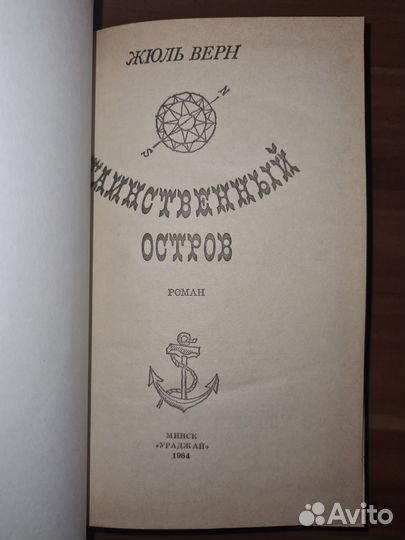 ЖЮЛЬ ВЕРН
N
S
ТАИНСТВЕННЫЙ
ОСТРОВ
РОМАН
МИНСК
«УРАДЖАЙ»
1984
Avito